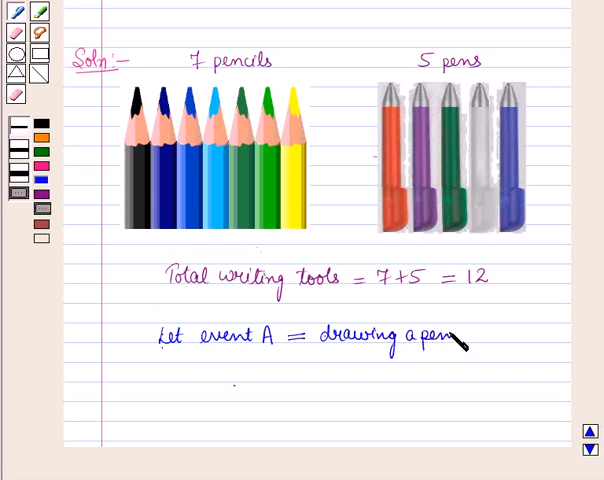 Soln:-
7 pencils
5 pens
Total writing tools = 7+5 = 12
Let event A = drawing a pen